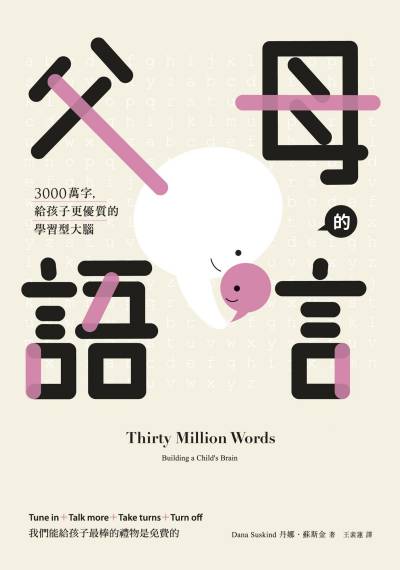 父母
的
語言
3000萬字,
給孩子更優質的
學習型大腦
Thirty Million Words
Building a Child's Brain
Tune in + Talk more + Take turns + Turn off
我們能給孩子最棒的禮物是免費的
Dana Suskind 丹娜・蘇斯金 著 王素蓮 譯